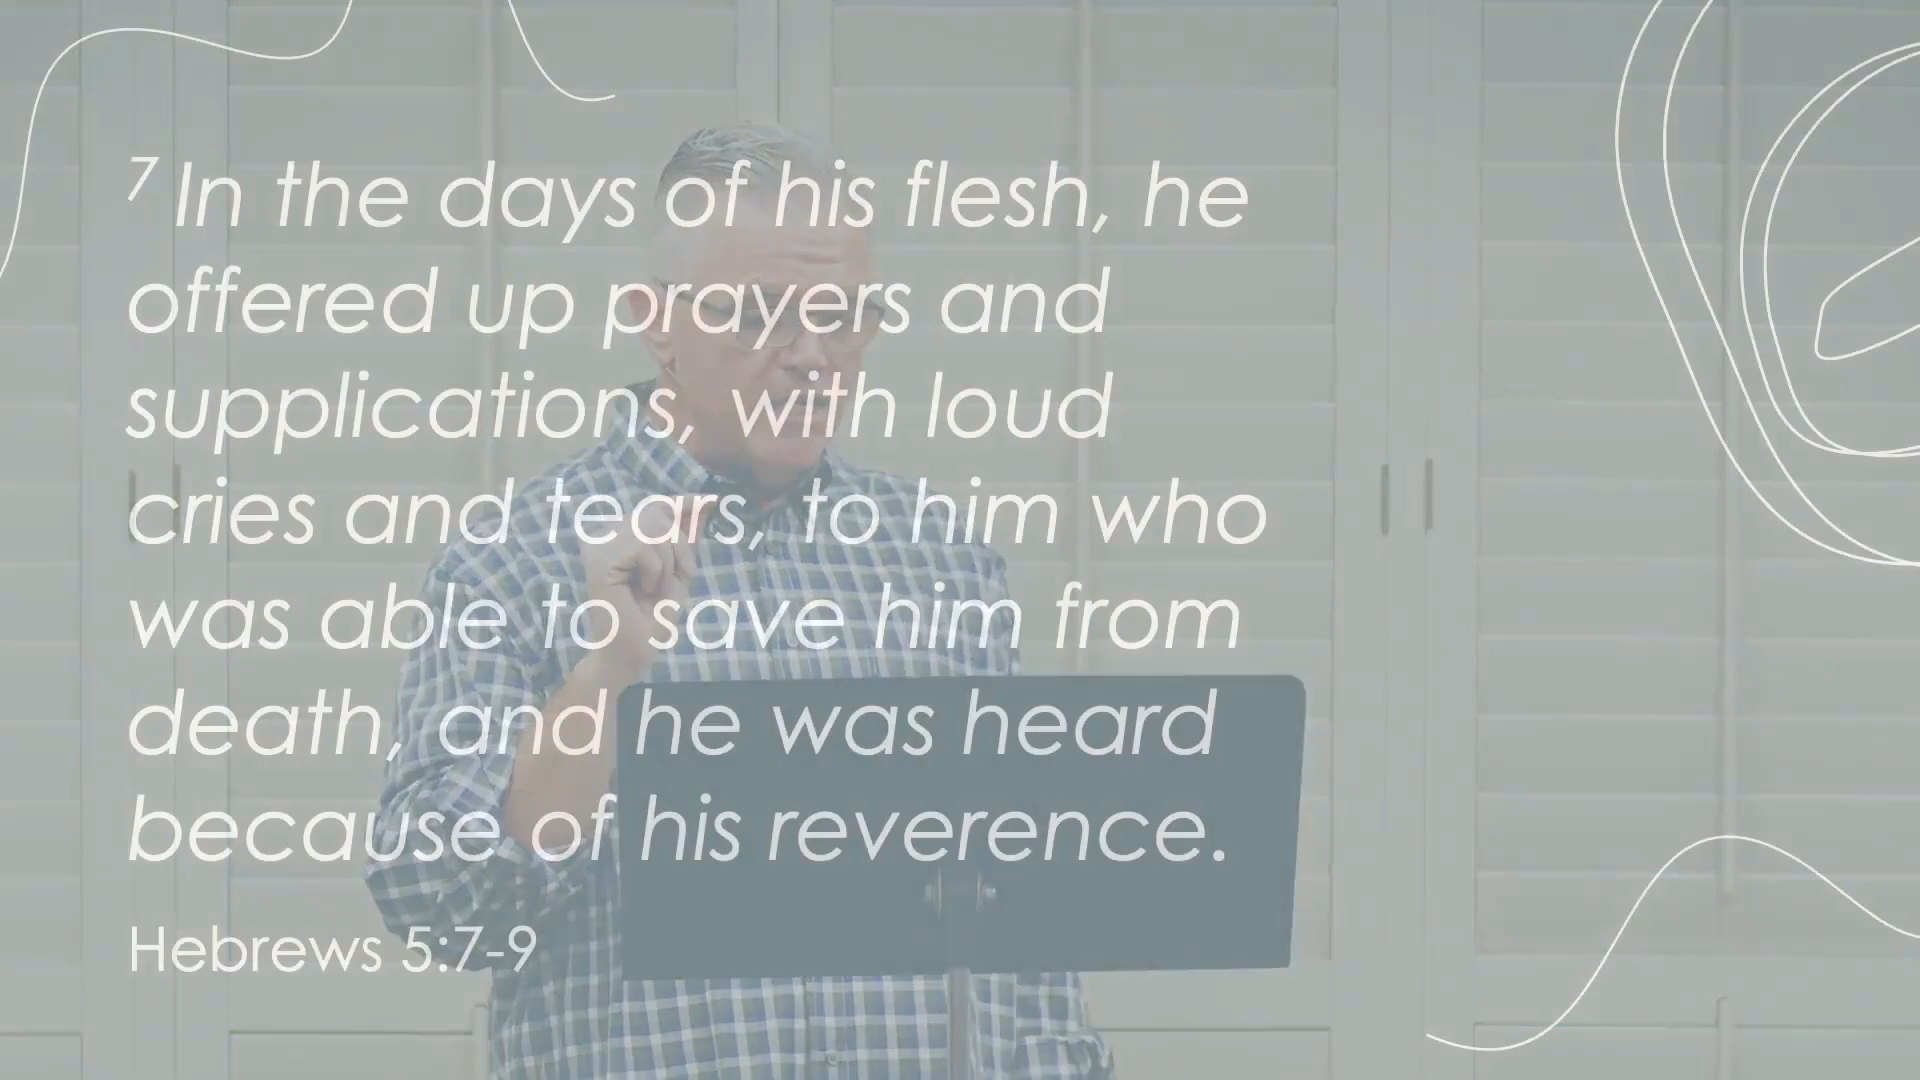 7 In the days of his flesh, he
offered up prayers and
supplications, with loud
cries and tears, to him who
was able to save him from
death, and he was heard
because of his reverence.
Hebrews 5:7-9